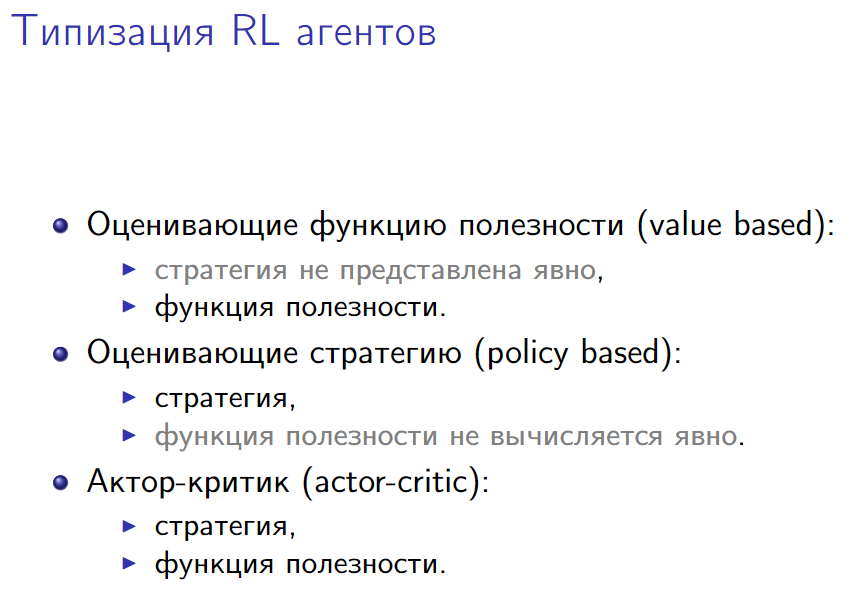 Типизация RL агентов
Оценивающие функцию полезности (value based):
стратегия не представлена явно,
функция полезности.
Оценивающие стратегию (policy based):
стратегия,
функция полезности не вычисляется явно.
Актор-критик (actor-critic):
стратегия,
функция полезности.